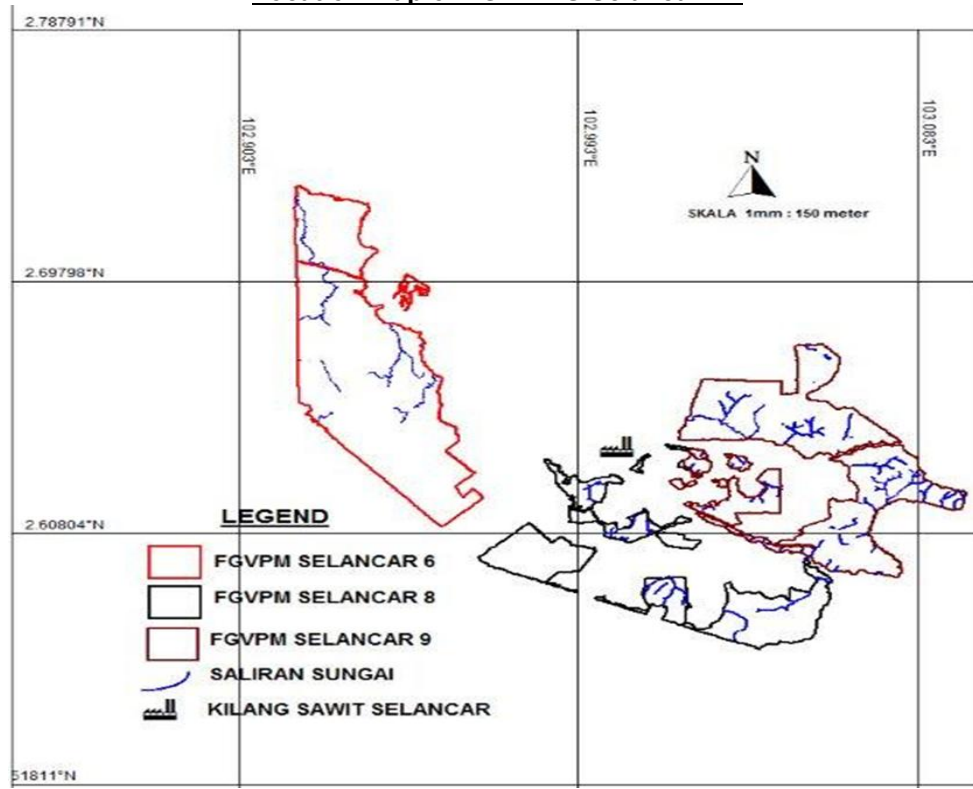 2.78791°N
102.903°E
102.993°E
103.083°E
N
SKALA 1mm : 150 meter
2.69798°N
2.60804°N
LEGEND
FGVPM SELANCAR 6
FGVPM SELANCAR 8
FGVPM SELANCAR 9
SALIRAN SUNGAI
KILANG SAWIT SELANCAR
51811°N